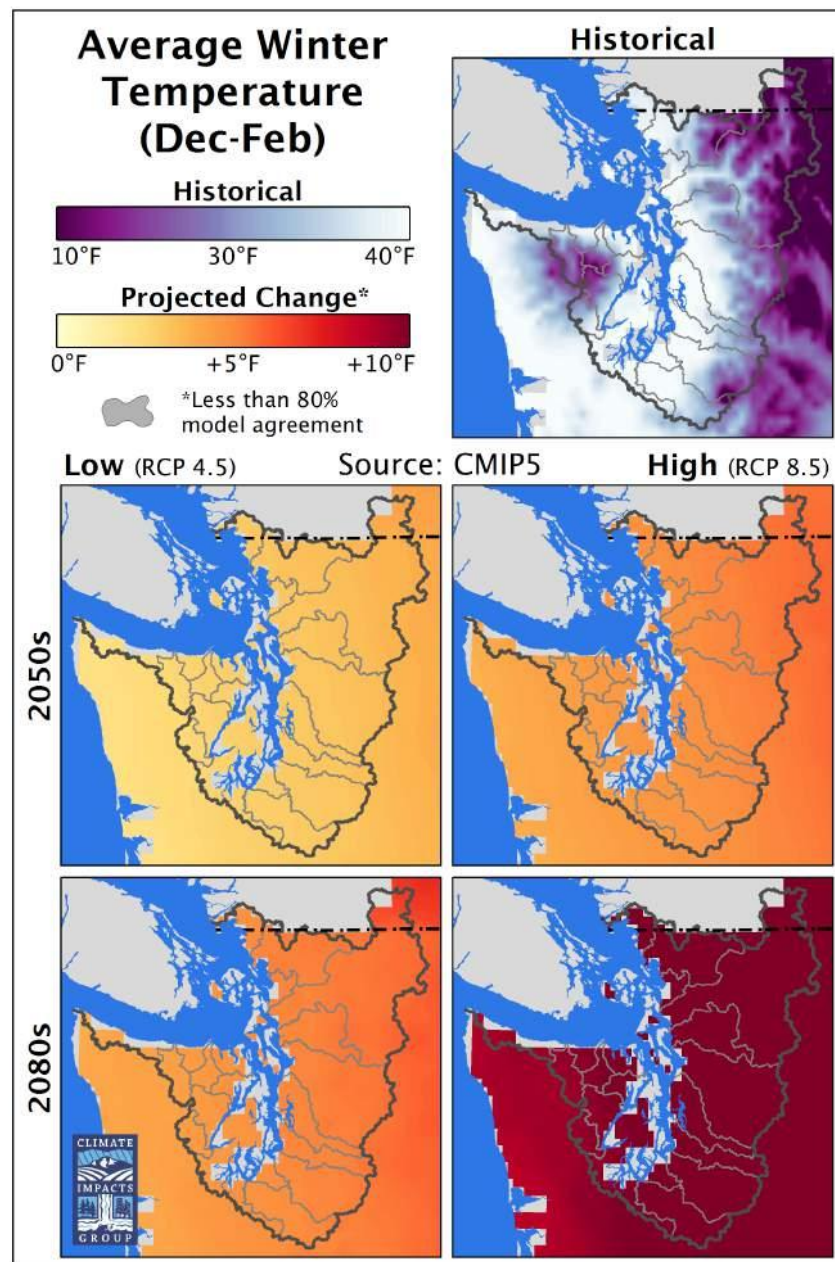 Average Winter
Temperature
(Dec-Feb)
Historical
Historical
10°F 30°F 40°F
Projected Change*
0°F +5°F +10°F
*Less than 80%
model agreement
Low (RCP 4.5) Source: CMIP5 High (RCP 8.5)
2050s
2080s
CLIMATE
IMPACTS
GROUP